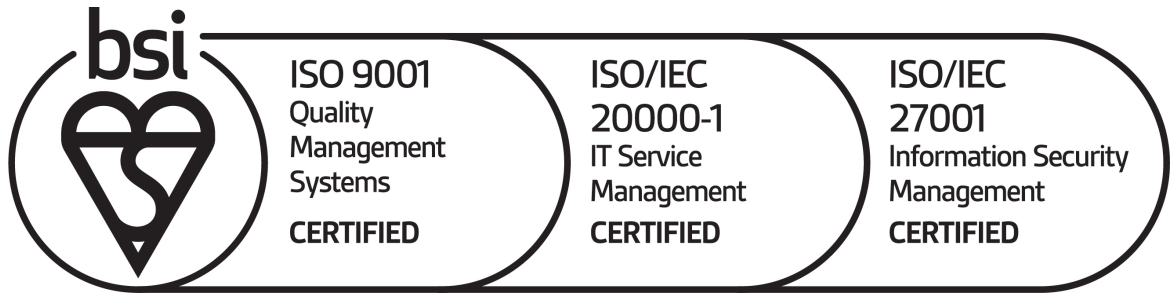 bsi
ISO 9001
Quality
Management
Systems
CERTIFIED
ISO/IEC
20000-1
IT Service
Management
CERTIFIED
ISO/IEC
27001
Information Security
Management
CERTIFIED